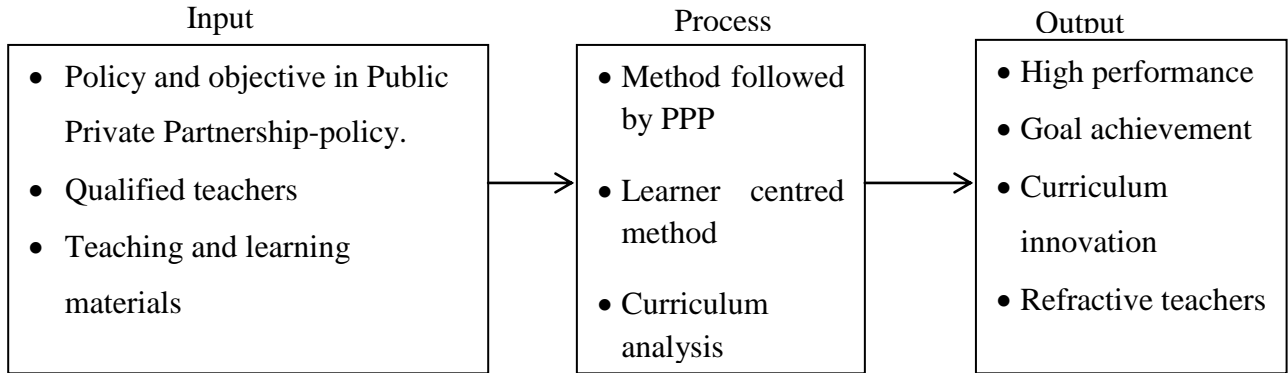 Input
• Policy and objective in Public
Private Partnership-policy.
• Qualified teachers
• Teaching and learning
materials
Process
• Method followed
by PPP
• Learner centred
method
• Curriculum
analysis
Output
• High performance
• Goal achievement
• Curriculum
innovation
• Refractive teachers